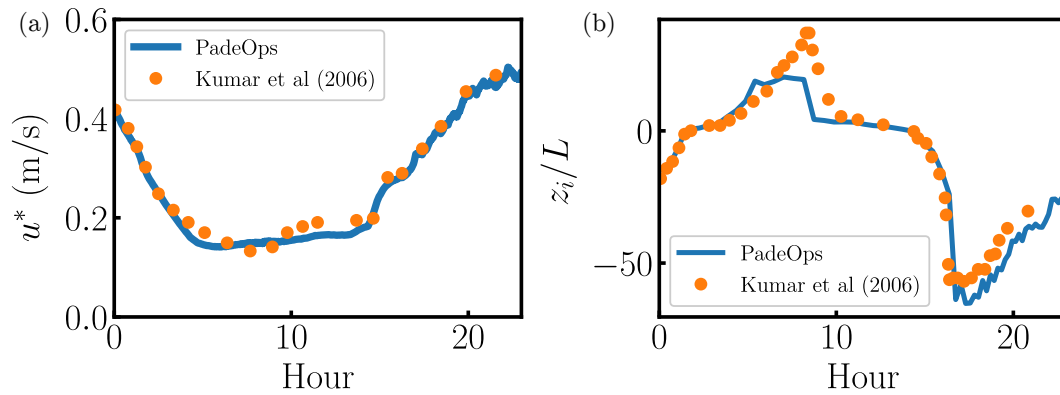 (a)
0.6
0.4
0.2
0.0
u* (m/s)
PadeOps
Kumar et al (2006)
0
10
20
Hour
(b)
0
−50
z_i/L
PadeOps
Kumar et al (2006)
0
10
20
Hour